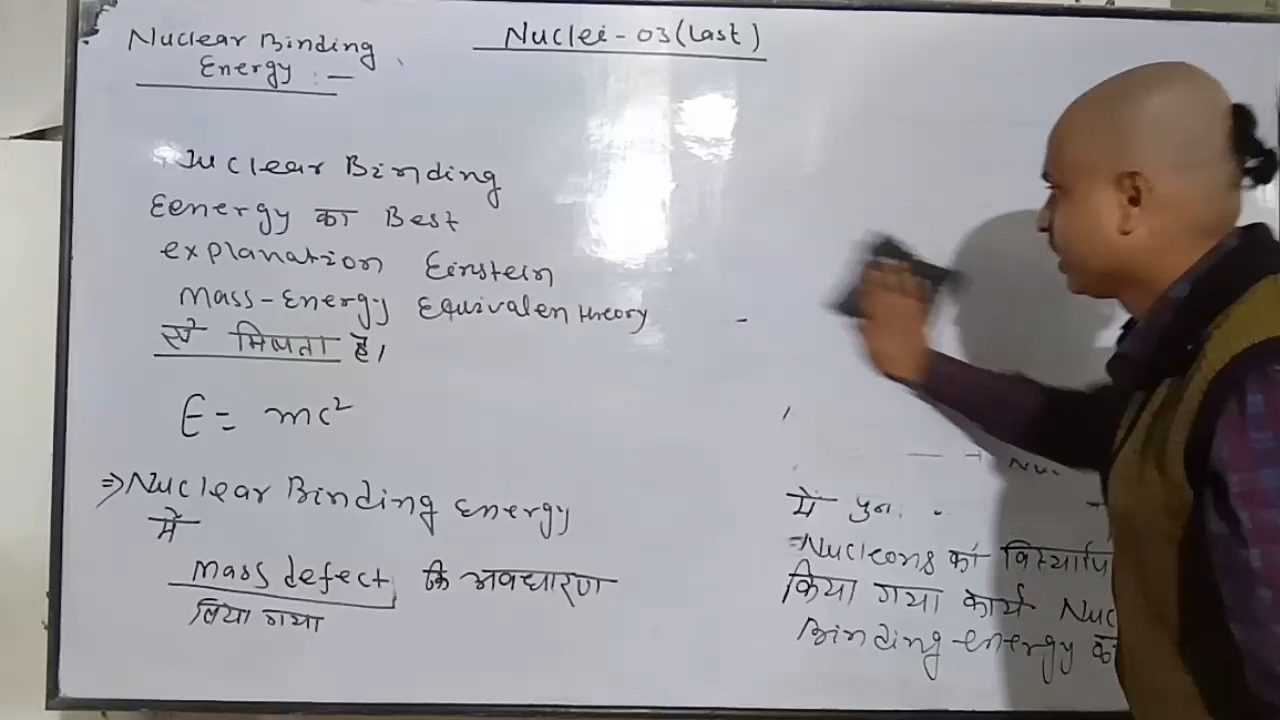 Nuclei - 03 (Last)
Nuclear Binding
Energy : —
Nuclear Binding
Eenergy का Best
explanation Einstein
Mass-Energy Equivalen theory
से मिलता है।
E = mc²
⇒ Nuclear Binding Energy
में
Mass defect कि अवधारण
लिया गया
में पुनः
⇒Nucleons को
किया गया कार्य Nuc
Binding-energy